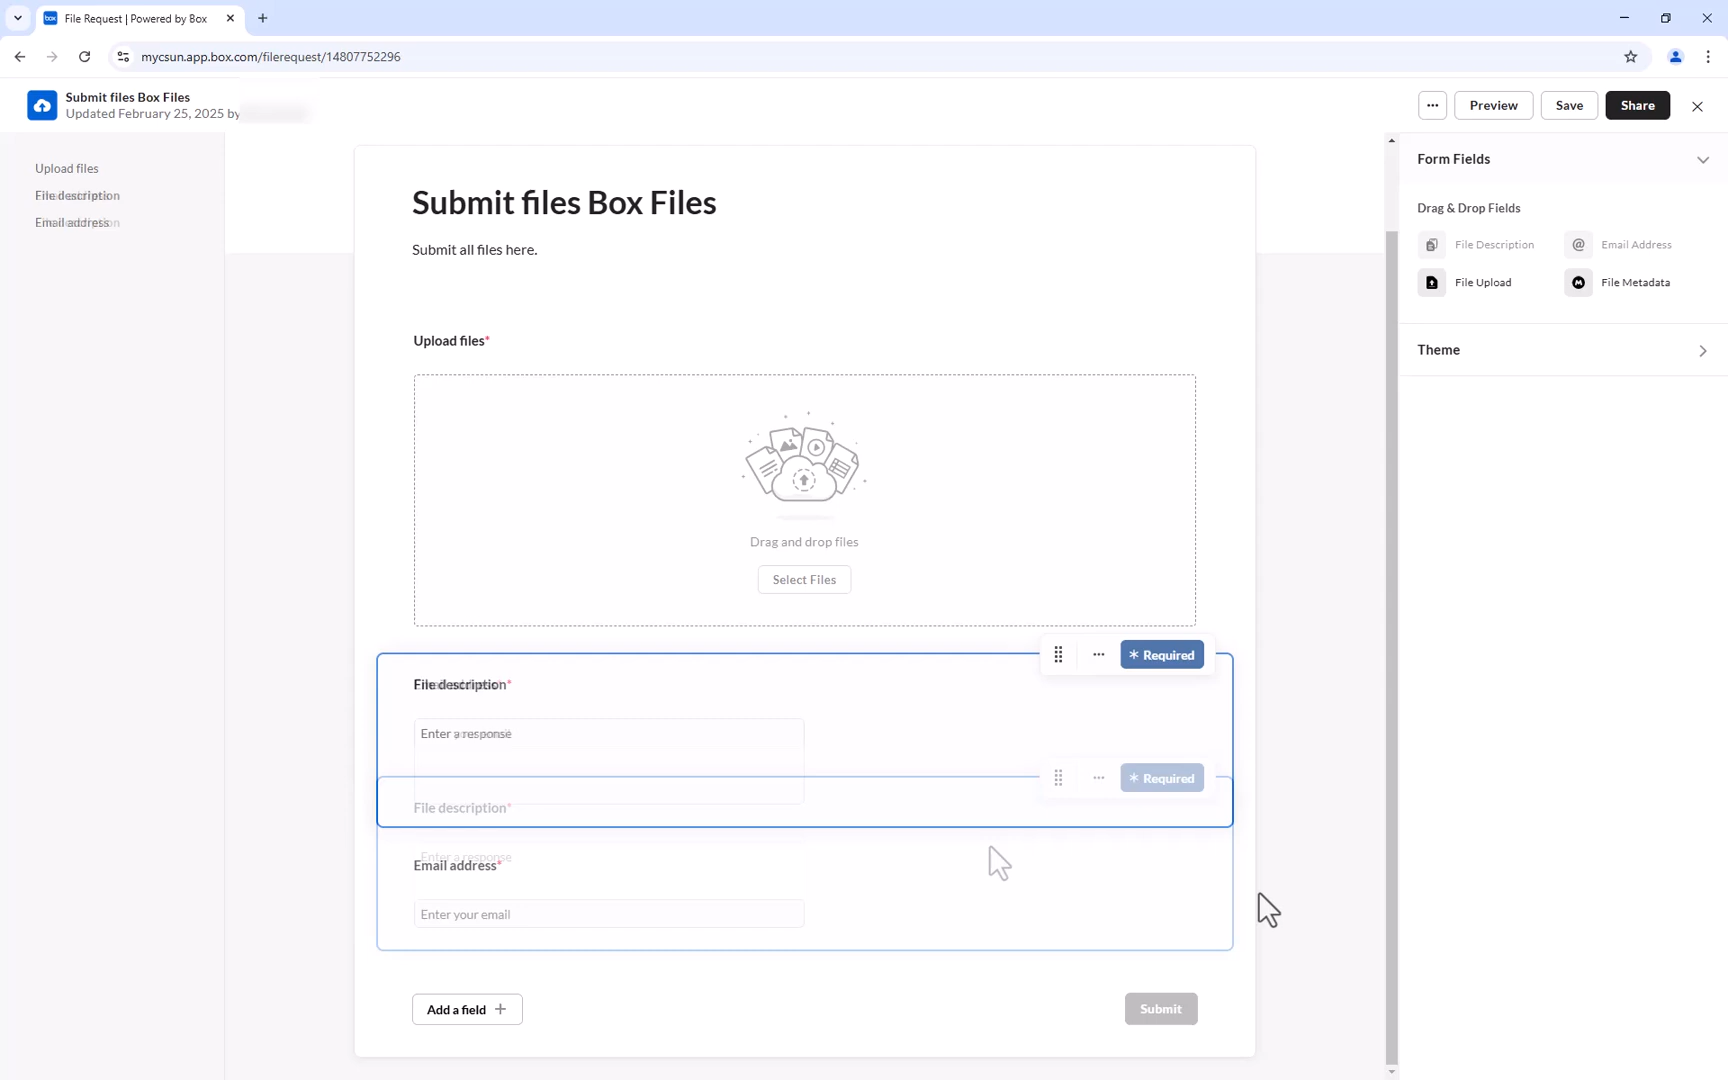 box
File Request | Powered by Box
mycsun.app.box.com/filerequest/14807752296
Submit files Box Files
Updated February 25, 2025 by
Preview
Save
Share
Upload files
File description
Email address
Submit files Box Files
Submit all files here.
Upload files*
Drag and drop files
Select Files
* Required
File description*
Enter a response
* Required
File description*
Enter a response
Email address*
Enter your email
Add a field +
Submit
Form Fields
Drag & Drop Fields
File Description
@ Email Address
File Upload
M File Metadata
Theme